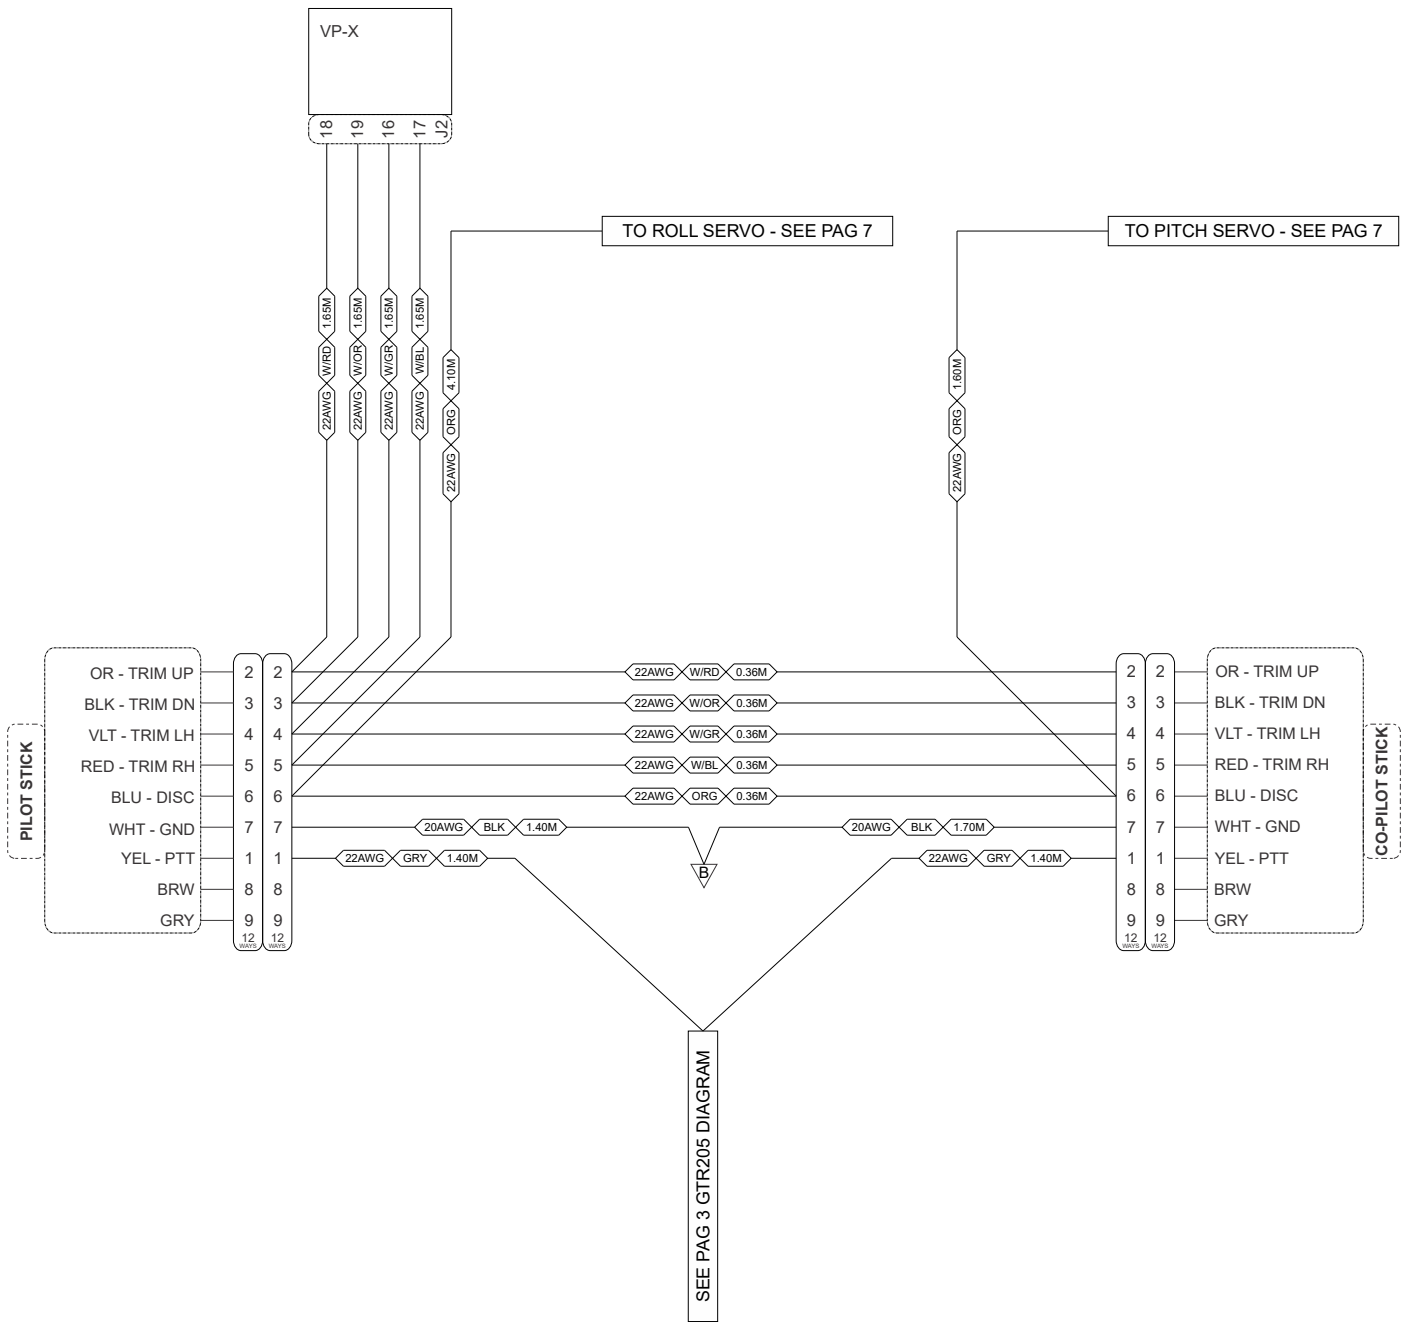 VP-X
18 19 16 17 J2
TO ROLL SERVO - SEE PAG 7
TO PITCH SERVO - SEE PAG 7
22AWG W/RD 1.65M
22AWG W/OR 1.65M
22AWG W/GR 1.65M
22AWG W/BL 1.65M
22AWG ORG 4.10M
22AWG ORG 1.60M
PILOT STICK
OR - TRIM UP 2 2
BLK - TRIM DN 3 3
VLT - TRIM LH 4 4
RED - TRIM RH 5 5
BLU - DISC 6 6
WHT - GND 7 7
YEL - PTT 1 1
BRW 8 8
GRY 9 9
12 12
WAYS WAYS
22AWG W/RD 0.36M
22AWG W/OR 0.36M
22AWG W/GR 0.36M
22AWG W/BL 0.36M
22AWG ORG 0.36M
20AWG BLK 1.40M
20AWG BLK 1.70M
22AWG GRY 1.40M
22AWG GRY 1.40M
B
2 2 OR - TRIM UP
3 3 BLK - TRIM DN
4 4 VLT - TRIM LH
5 5 RED - TRIM RH
6 6 BLU - DISC
7 7 WHT - GND
1 1 YEL - PTT
8 8 BRW
9 9 GRY
12 12
WAYS WAYS
CO-PILOT STICK
SEE PAG 3 GTR205 DIAGRAM